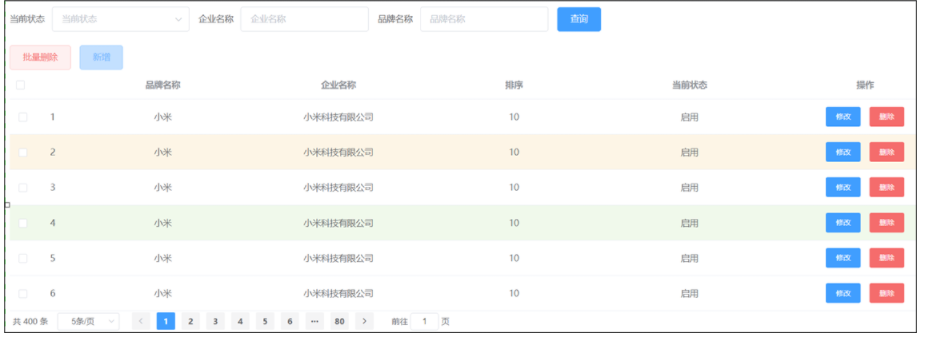 当前状态 当前状态 企业名称 企业名称 品牌名称 品牌名称 查询
批量删除 新增
品牌名称 企业名称 排序 当前状态 操作
1 小米 小米科技有限公司 10 启用 修改 删除
2 小米 小米科技有限公司 10 启用 修改 删除
3 小米 小米科技有限公司 10 启用 修改 删除
4 小米 小米科技有限公司 10 启用 修改 删除
5 小米 小米科技有限公司 10 启用 修改 删除
6 小米 小米科技有限公司 10 启用 修改 删除
共 400 条 5条/页 < 1 2 3 4 5 6 ··· 80 > 前往 1 页